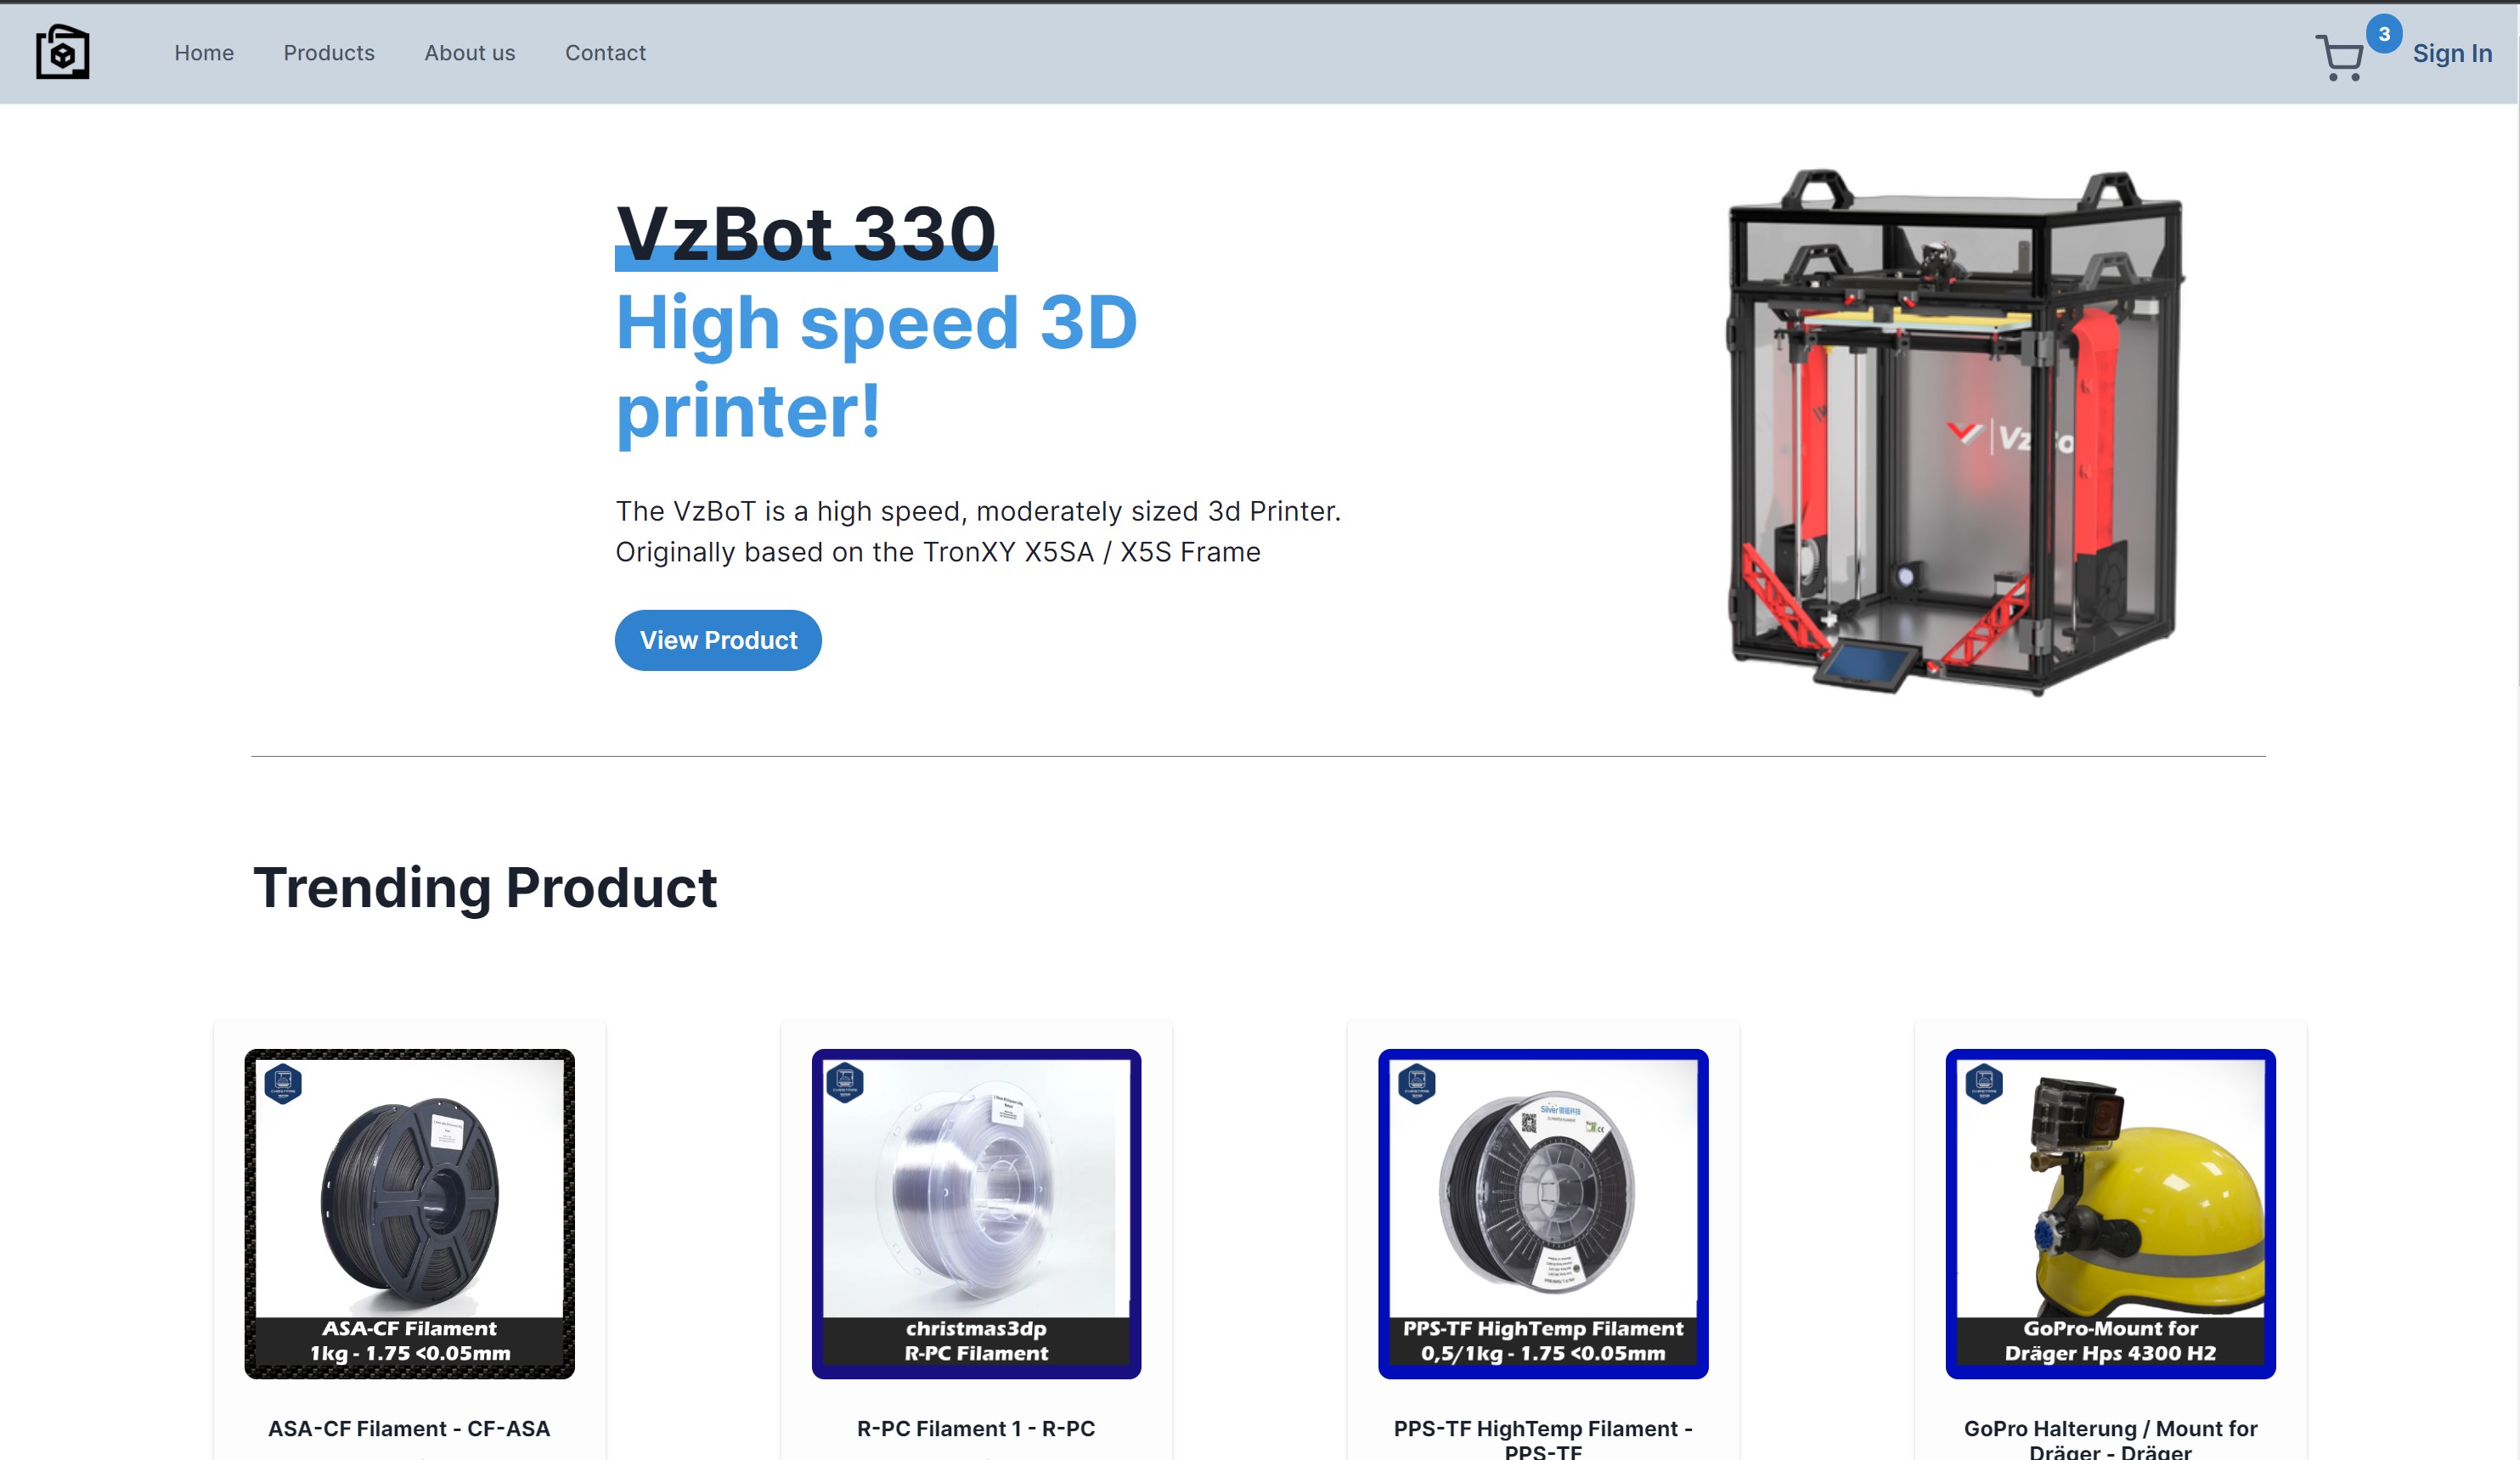 Home
Products
About us
Contact
3
Sign In
VzBot 330
High speed 3D
printer!
The VzBoT is a high speed, moderately sized 3d Printer.
Originally based on the TronXY X5SA / X5S Frame
View Product
Trending Product
ASA-CF Filament
1kg - 1.75 <0.05mm
christmas3dp
R-PC Filament
Silver
PPS-TF HighTemp Filament
0,5/1kg - 1.75 <0.05mm
GoPro-Mount for
Dräger Hps 4300 H2
ASA-CF Filament - CF-ASA
R-PC Filament 1 - R-PC
PPS-TF HighTemp Filament -
PPS-TF
GoPro Halterung / Mount for
Dräger - Dräger